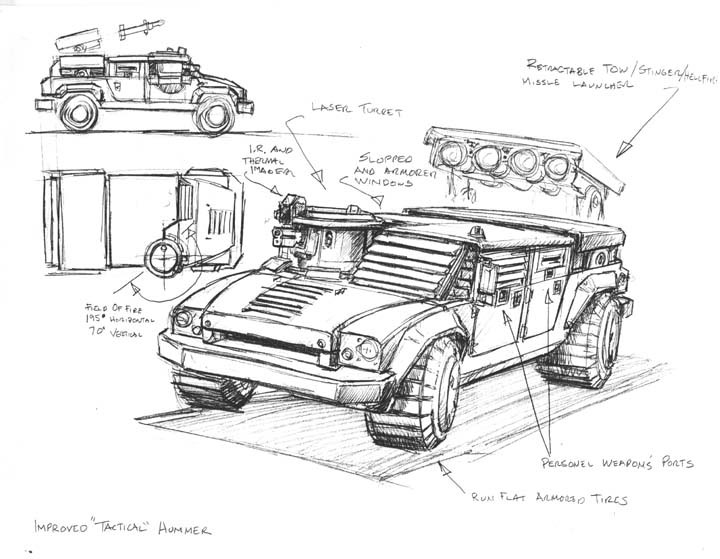 RETRACTABLE TOW/STINGER/HELLFIR
MISSLE LAUNCHER
LASER TURRET
I.R. AND
THERMAL
IMAGER
SLOPPED
AND ARMORED
WINDOWS
FIELD OF FIRE
195° HORIZONTAL
70° VERTICAL
PERSONEL WEAPON'S PORTS
RUN FLAT ARMORED TIRES
IMPROVED "TACTICAL" HUMMER